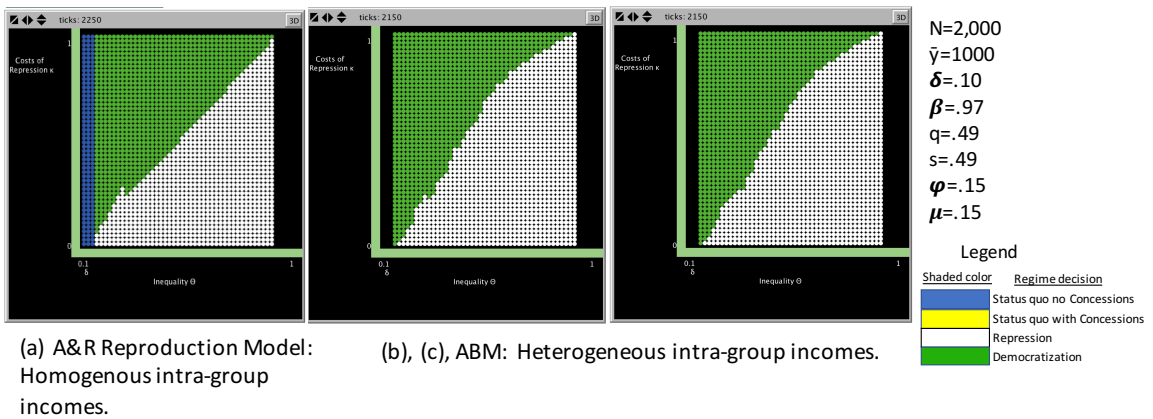 ticks: 2250
3D
1
Costs of
Repression κ
0
0.1
δ
1
Inequality Θ
ticks: 2150
3D
1
Costs of
Repression κ
0
0.1
δ
1
Inequality Θ
ticks: 2150
3D
1
Costs of
Repression κ
0
0.1
δ
1
Inequality Θ
N=2,000
ȳ=1000
δ=.10
β=.97
q=.49
s=.49
φ=.15
μ=.15
Legend
Shaded color Regime decision
Status quo no Concessions
Status quo with Concessions
Repression
Democratization
(a) A&R Reproduction Model:
Homogenous intra-group
incomes.
(b), (c), ABM: Heterogeneous intra-group incomes.